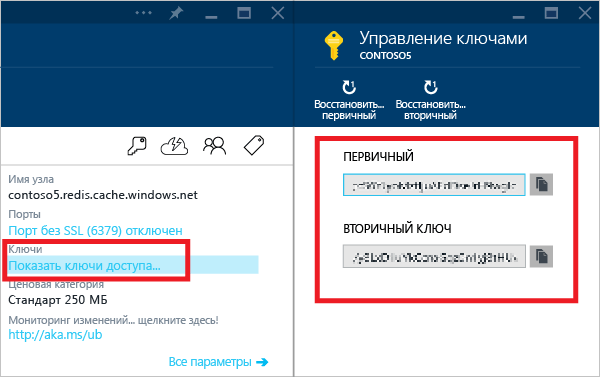 Имя узла
contoso5.redis.cache.windows.net
Порты
Порт без SSL (6379) отключен
Ключи
Показать ключи доступа...
Ценовая категория
Стандарт 250 МБ
Мониторинг изменений... щелкните здесь!
http://aka.ms/ub
Все параметры
Управление ключами
CONTOSO5
Восстановить... первичный
Восстановить... вторичный
ПЕРВИЧНЫЙ
ВТОРИЧНЫЙ КЛЮЧ